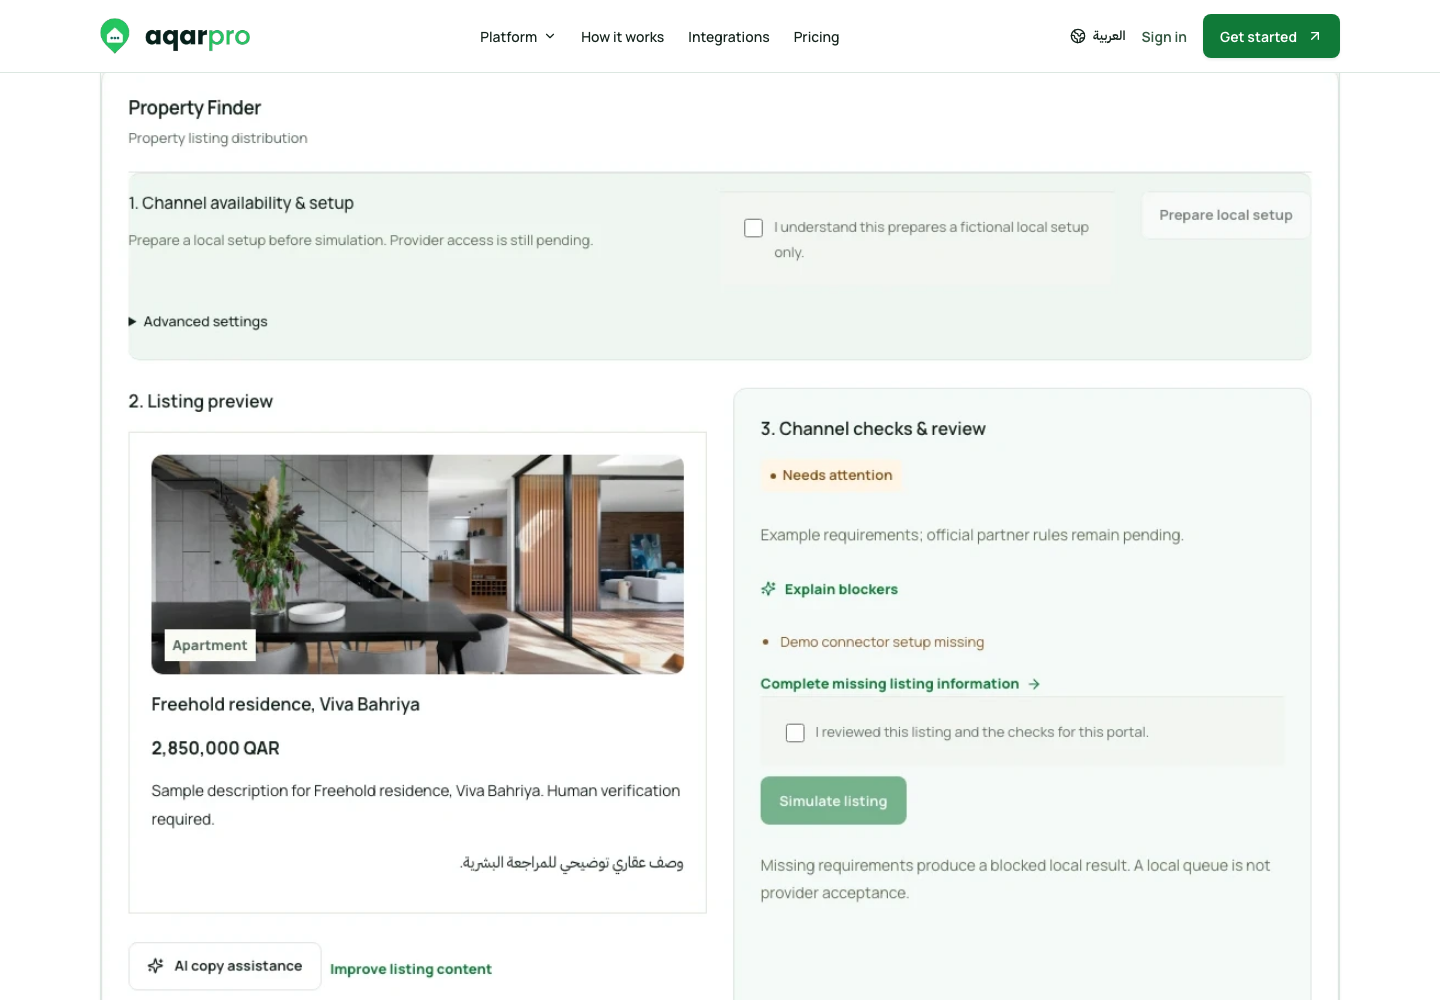 aqarpro
Platform
How it works
Integrations
Pricing
العربية
Sign in
Get started
Property Finder
Property listing distribution
1. Channel availability & setup
Prepare a local setup before simulation. Provider access is still pending.
I understand this prepares a fictional local setup
only.
Prepare local setup
Advanced settings
2. Listing preview
Apartment
Freehold residence, Viva Bahriya
2,850,000 QAR
Sample description for Freehold residence, Viva Bahriya. Human verification
required.
وصف عقاري توضيحي للمراجعة البشرية.
AI copy assistance
Improve listing content
3. Channel checks & review
Needs attention
Example requirements; official partner rules remain pending.
Explain blockers
Demo connector setup missing
Complete missing listing information
I reviewed this listing and the checks for this portal.
Simulate listing
Missing requirements produce a blocked local result. A local queue is not
provider acceptance.